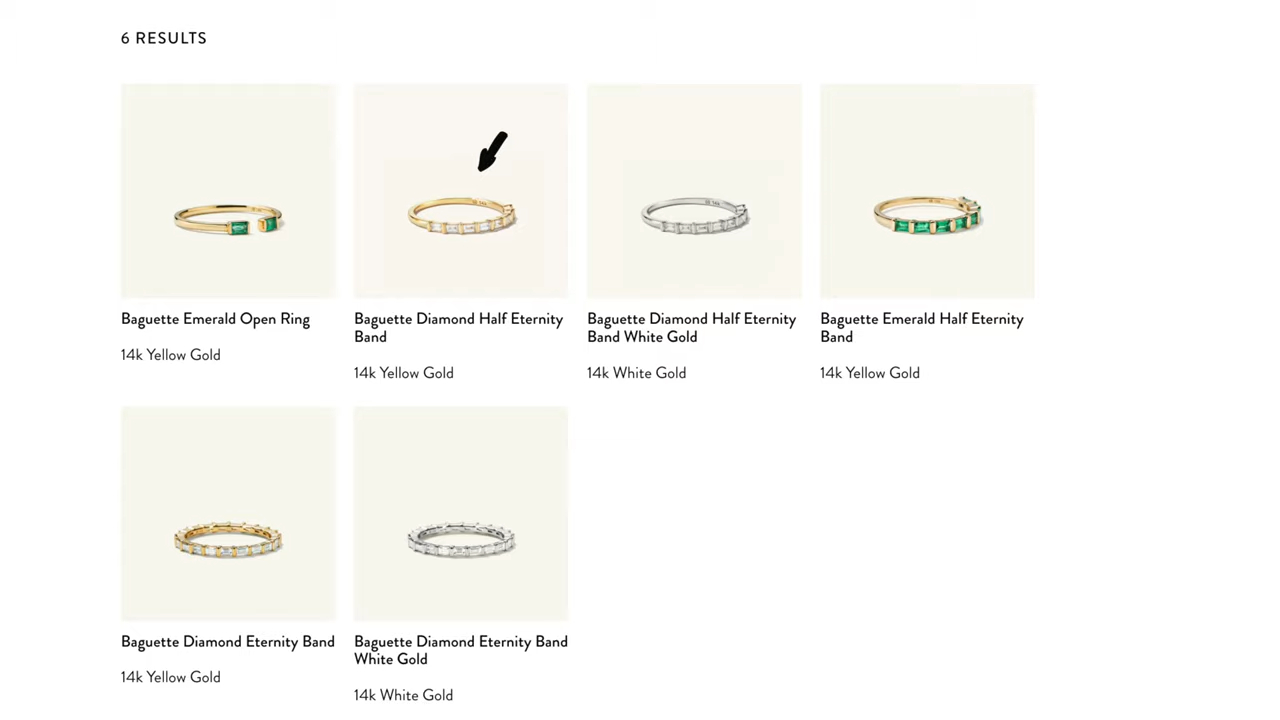 6 RESULTS
Baguette Emerald Open Ring
14k Yellow Gold
Baguette Diamond Half Eternity
Band
14k Yellow Gold
Baguette Diamond Half Eternity
Band White Gold
14k White Gold
Baguette Emerald Half Eternity
Band
14k Yellow Gold
Baguette Diamond Eternity Band
14k Yellow Gold
Baguette Diamond Eternity Band
White Gold
14k White Gold